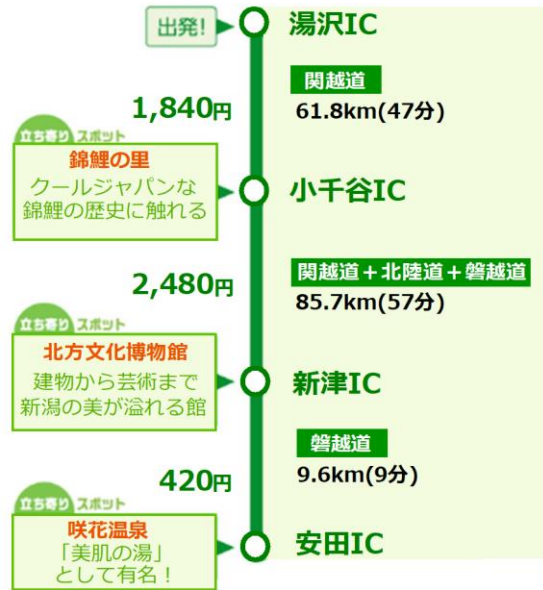 出発!
湯沢IC
関越道
1,840円
61.8km(47分)
立ち寄りスポット
錦鯉の里
クールジャパンな
錦鯉の歴史に触れる
小千谷IC
関越道+北陸道+磐越道
2,480円
85.7km(57分)
立ち寄りスポット
北方文化博物館
建物から芸術まで
新潟の美が溢れる館
新津IC
磐越道
420円
9.6km(9分)
立ち寄りスポット
咲花温泉
「美肌の湯」
として有名!
安田IC